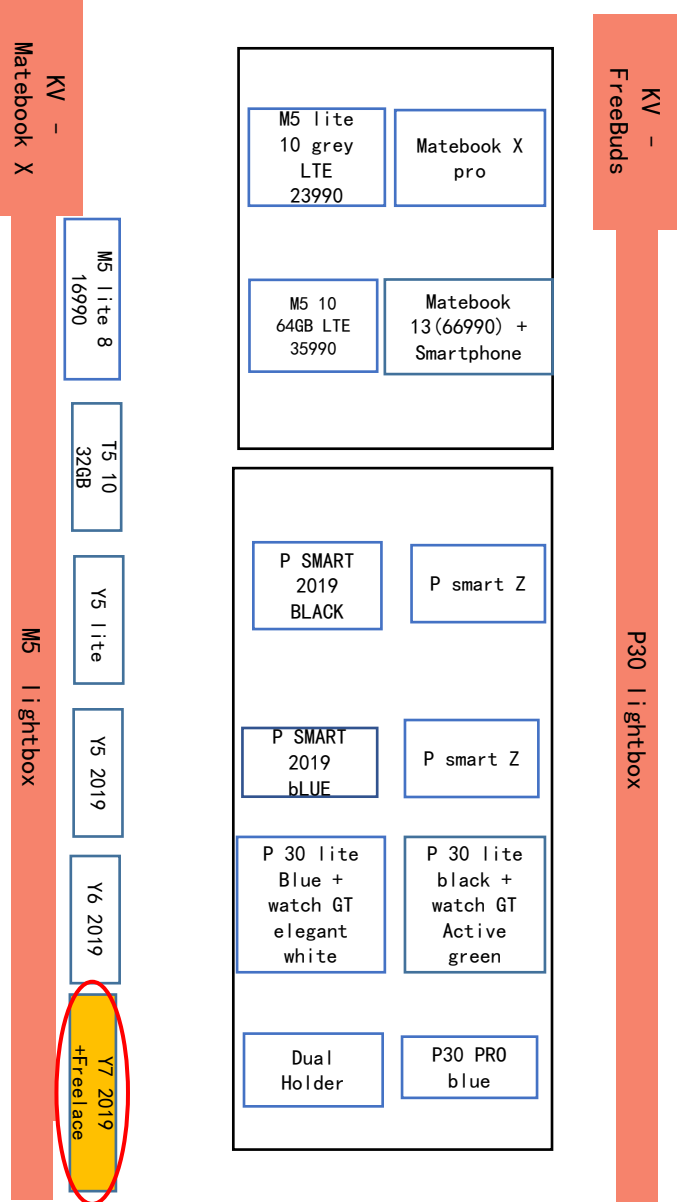 KV -
Matebook X
M5 lite 8
16990
T5 10
32GB
Y5 lite
Y5 2019
Y6 2019
Y7 2019
+Freelace
M5 lightbox
M5 lite
10 grey
LTE
23990
Matebook X
pro
M5 10
64GB LTE
35990
Matebook
13(66990) +
Smartphone
P SMART
2019
BLACK
P smart Z
P SMART
2019
bLUE
P smart Z
P 30 lite
Blue +
watch GT
elegant
white
P 30 lite
black +
watch GT
Active
green
Dual
Holder
P30 PRO
blue
KV -
FreeBuds
P30 lightbox